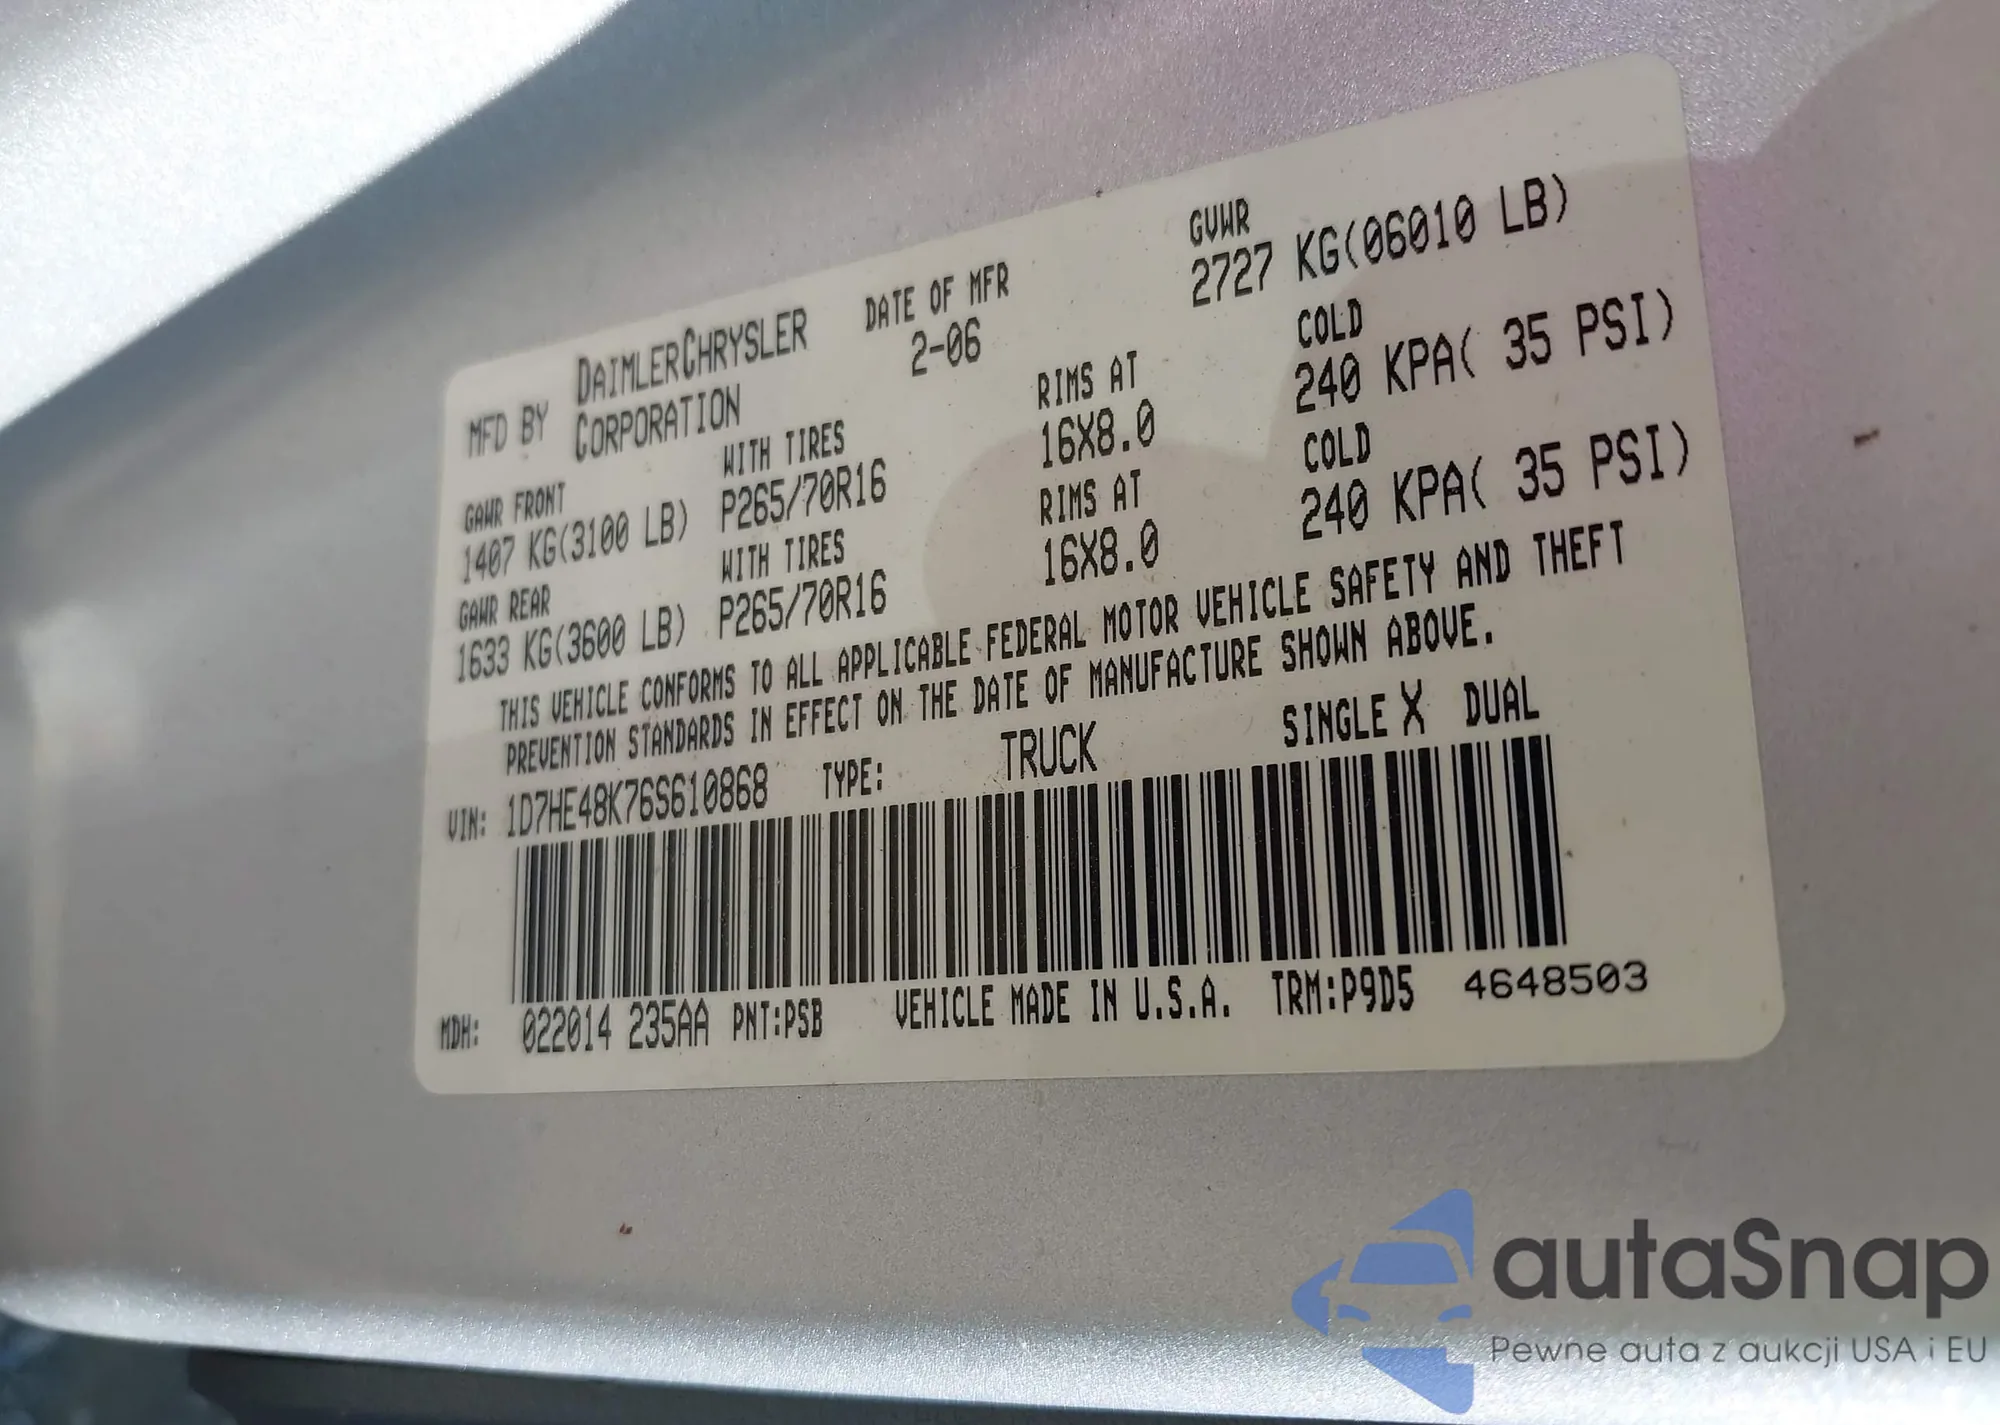 MFD BY DAIMLERCHRYSLER CORPORATION DATE OF MFR 2-06 GVWR 2727 KG(06010 LB)
GAWR FRONT WITH TIRES RIMS AT COLD
1407 KG(3100 LB) P265/70R16 16X8.0 240 KPA( 35 PSI)
GAWR REAR WITH TIRES RIMS AT COLD
1633 KG(3600 LB) P265/70R16 16X8.0 240 KPA( 35 PSI)
THIS VEHICLE CONFORMS TO ALL APPLICABLE FEDERAL MOTOR VEHICLE SAFETY AND THEFT
PREVENTION STANDARDS IN EFFECT ON THE DATE OF MANUFACTURE SHOWN ABOVE.
VIN: 1D7HE48K76S610868 TYPE: TRUCK SINGLE X DUAL
MDH: 022014 235AA PNT:PSB VEHICLE MADE IN U.S.A. TRM:P9D5 4648503
autaSnap
Pewne auta z aukcji USA i EU